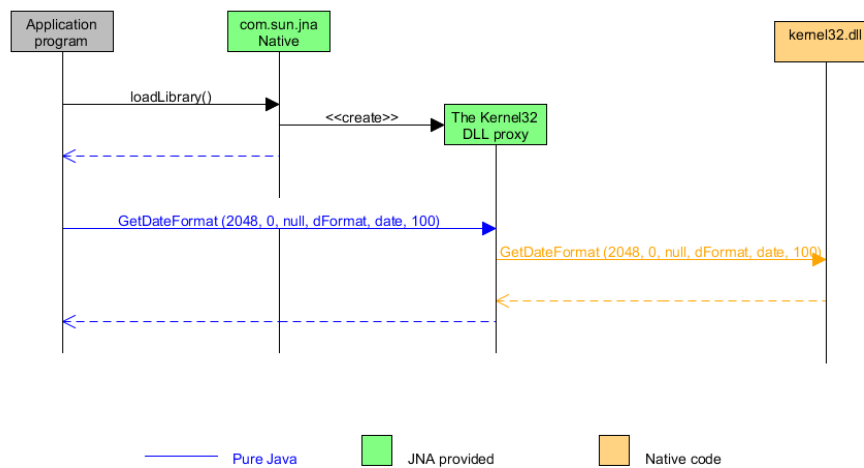 Application
program
com.sun.jna
Native
kernel32.dll
loadLibrary()
<<create>>
The Kernel32
DLL proxy
GetDateFormat (2048, 0, null, dFormat, date, 100)
GetDateFormat (2048, 0, null, dFormat, date, 100)
Pure Java
JNA provided
Native code